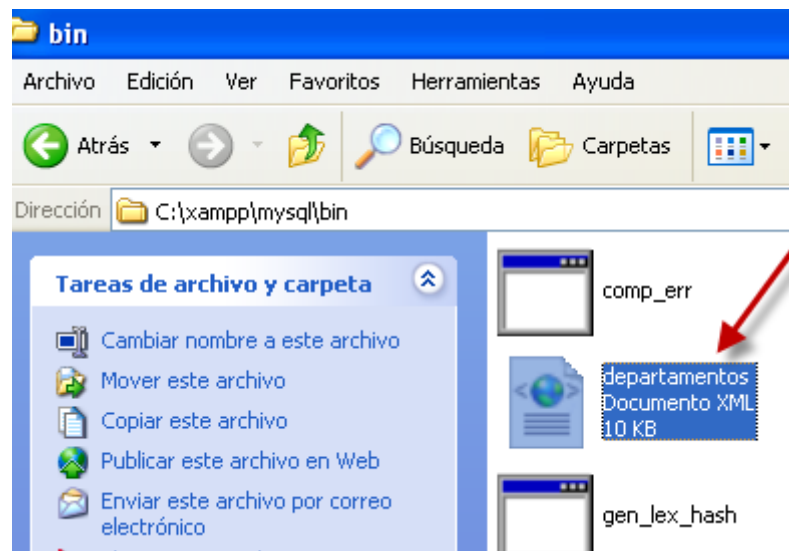 bin
Archivo Edición Ver Favoritos Herramientas Ayuda
Atrás Búsqueda Carpetas
Dirección C:\xampp\mysql\bin
Tareas de archivo y carpeta
Cambiar nombre a este archivo
Mover este archivo
Copiar este archivo
Publicar este archivo en Web
Enviar este archivo por correo
electrónico
comp_err
departamentos
Documento XML
10 KB
gen_lex_hash